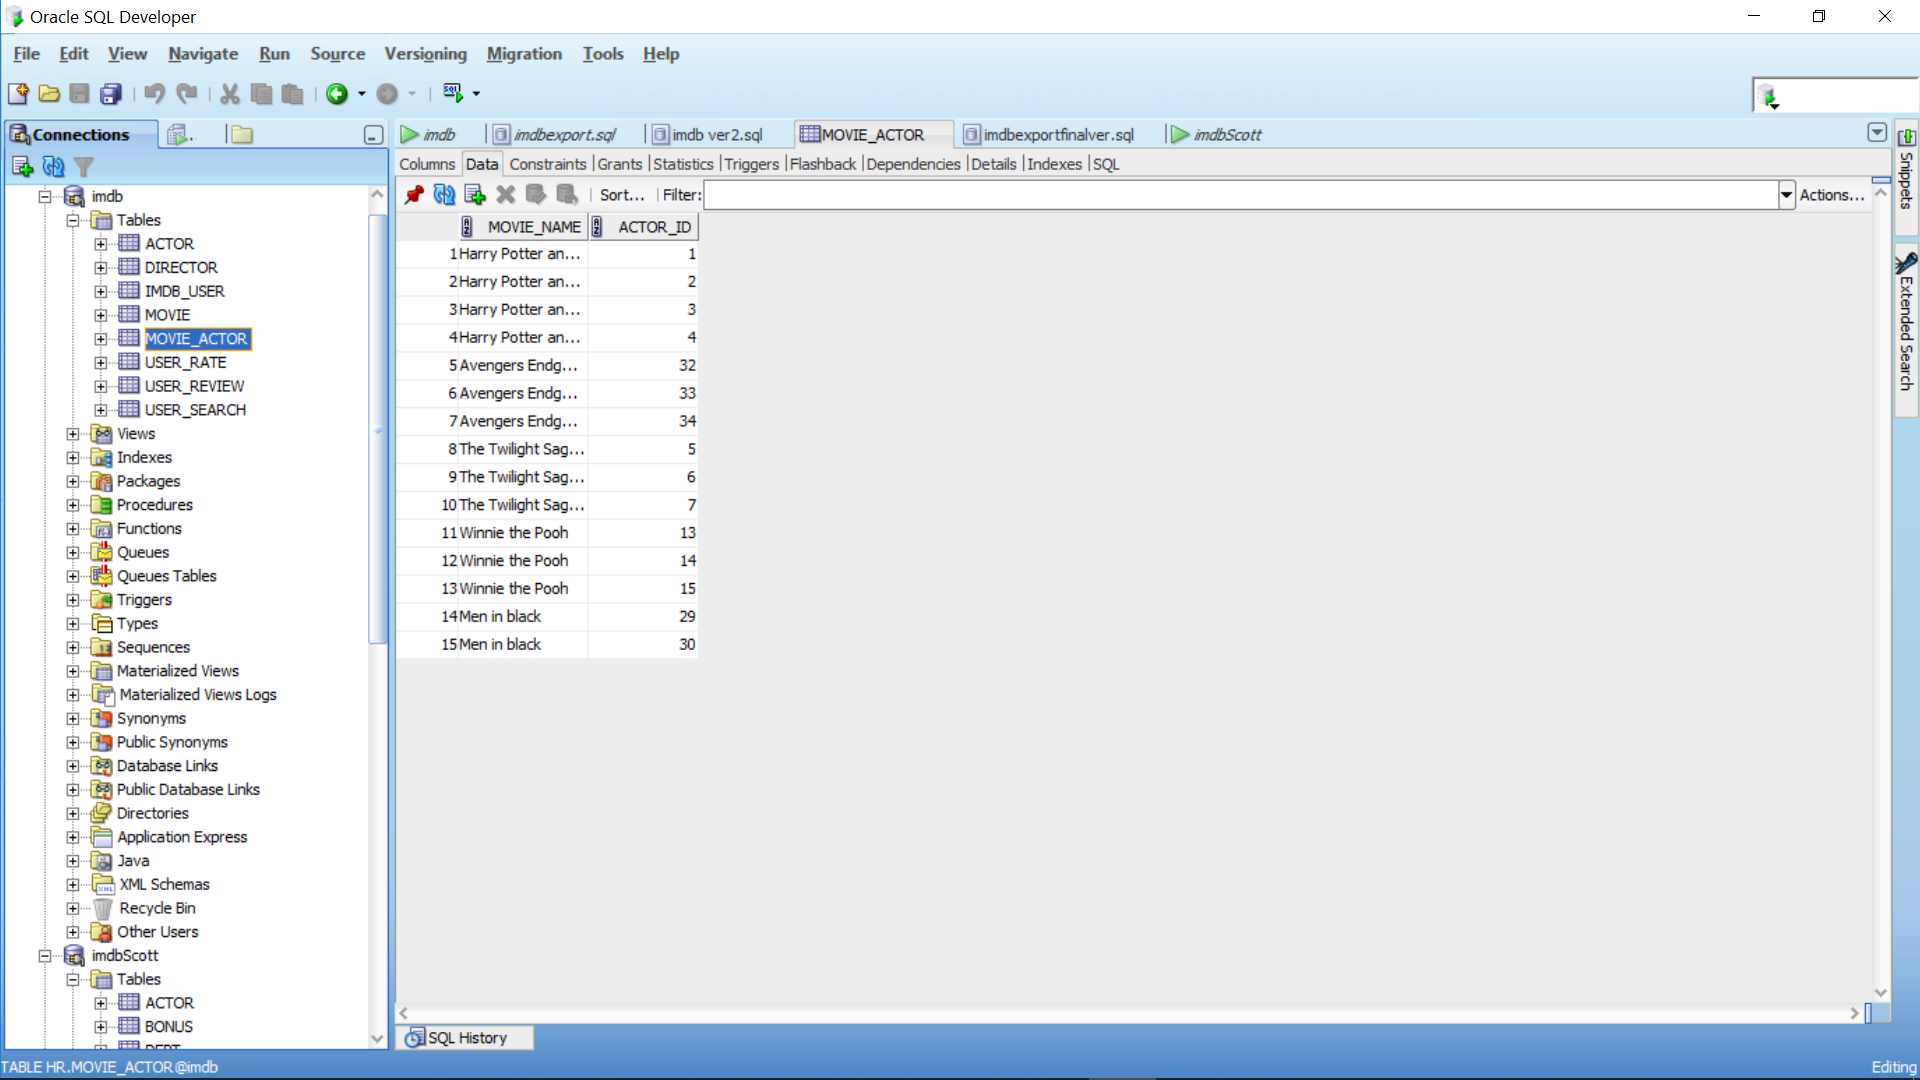 Oracle SQL Developer
File Edit View Navigate Run Source Versioning Migration Tools Help
Connections
imdb imdbexport.sql imdb ver2.sql MOVIE_ACTOR imdbexportfinalver.sql imdbScott
Columns Data Constraints Grants Statistics Triggers Flashback Dependencies Details Indexes SQL
Sort... Filter: Actions...
MOVIE_NAME ACTOR_ID
1 Harry Potter an... 1
2 Harry Potter an... 2
3 Harry Potter an... 3
4 Harry Potter an... 4
5 Avengers Endg... 32
6 Avengers Endg... 33
7 Avengers Endg... 34
8 The Twilight Sag... 5
9 The Twilight Sag... 6
10 The Twilight Sag... 7
11 Winnie the Pooh 13
12 Winnie the Pooh 14
13 Winnie the Pooh 15
14 Men in black 29
15 Men in black 30
imdb
Tables
ACTOR
DIRECTOR
IMDB_USER
MOVIE
MOVIE_ACTOR
USER_RATE
USER_REVIEW
USER_SEARCH
Views
Indexes
Packages
Procedures
Functions
Queues
Queues Tables
Triggers
Types
Sequences
Materialized Views
Materialized Views Logs
Synonyms
Public Synonyms
Database Links
Public Database Links
Directories
Application Express
Java
XML Schemas
Recycle Bin
Other Users
imdbScott
Tables
ACTOR
BONUS
DEPT
Snippets
Extended Search
SQL History
TABLE HR.MOVIE_ACTOR@imdb
Editing